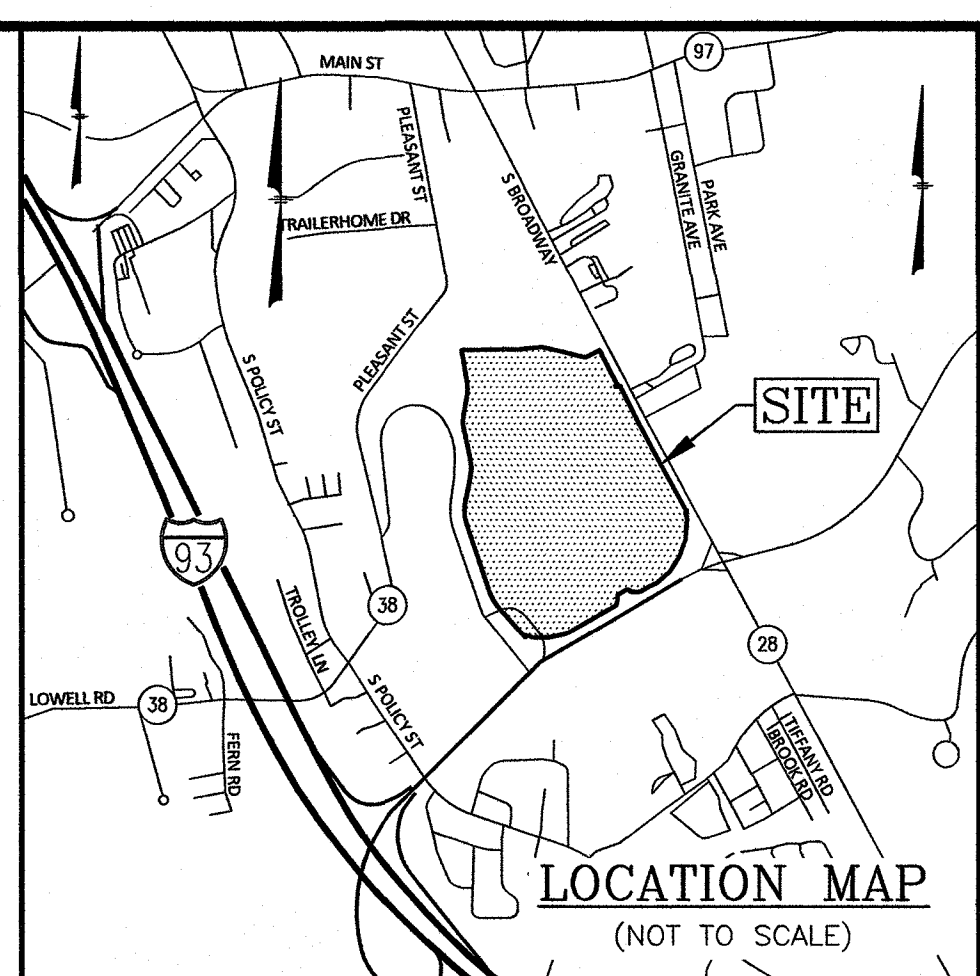 MAIN ST
97
PLEASANT ST
S BROADWAY
GRANITE AVE
PARK AVE
TRAILERHOME DR
PLEASANT ST
S POLICY ST
SITE
93
38
TROLLEY LN
28
LOWELL RD
38
S POLICY ST
FERN RD
TIFFANY RD
BROOK RD
LOCATION MAP
(NOT TO SCALE)